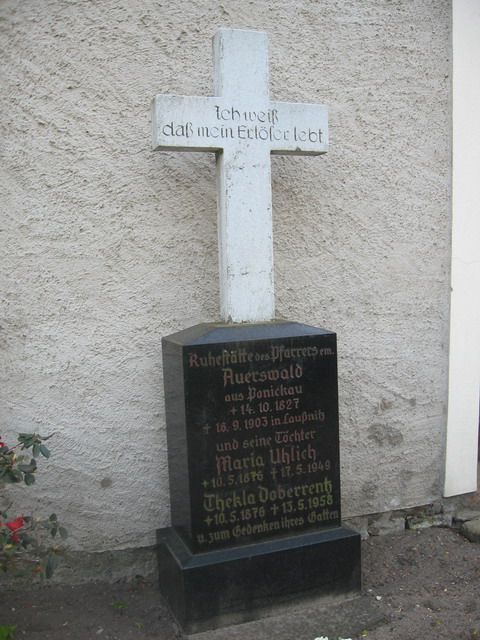 Ich weiß
daß mein Erlöser lebt
Ruhestätte des Pfarrers em.
Auerswald
aus Ponickau
+ 14. 10. 1827
+ 16. 9. 1903 in Laußnitz
und seine Töchter
Maria Uhlich
+ 10. 5. 1876 + 17. 5. 1949
Thekla Doberrentz
+ 10. 5. 1876 + 13. 5. 1958
u. zum Gedenken ihres Gatten